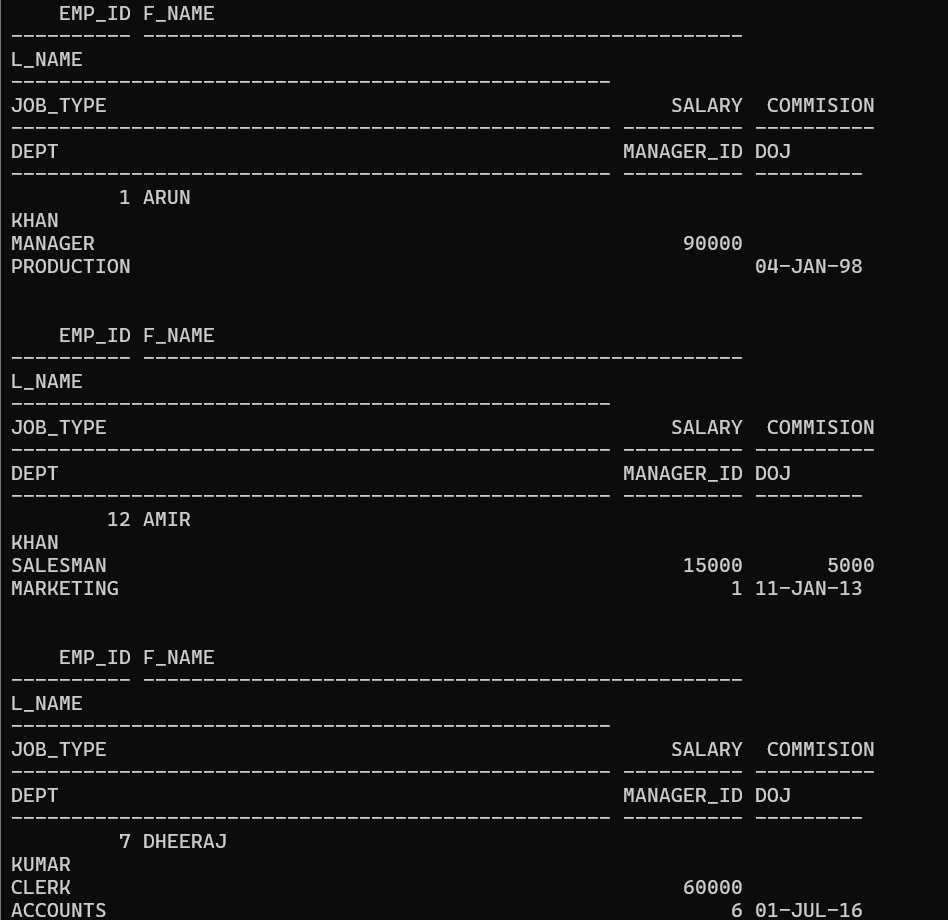 EMP_ID F_NAME
---------- --------------------------------------------------
L_NAME
--------------------------------------------------
JOB_TYPE                                               SALARY  COMMISION
-------------------------------------------------- ---------- ----------
DEPT                                               MANAGER_ID DOJ
-------------------------------------------------- ---------- ---------
         1 ARUN
KHAN
MANAGER                                                 90000
PRODUCTION                                                    04-JAN-98

    EMP_ID F_NAME
---------- --------------------------------------------------
L_NAME
--------------------------------------------------
JOB_TYPE                                               SALARY  COMMISION
-------------------------------------------------- ---------- ----------
DEPT                                               MANAGER_ID DOJ
-------------------------------------------------- ---------- ---------
        12 AMIR
KHAN
SALESMAN                                                15000       5000
MARKETING                                                   1 11-JAN-13

    EMP_ID F_NAME
---------- --------------------------------------------------
L_NAME
--------------------------------------------------
JOB_TYPE                                               SALARY  COMMISION
-------------------------------------------------- ---------- ----------
DEPT                                               MANAGER_ID DOJ
-------------------------------------------------- ---------- ---------
         7 DHEERAJ
KUMAR
CLERK                                                   60000
ACCOUNTS                                                    6 01-JUL-16